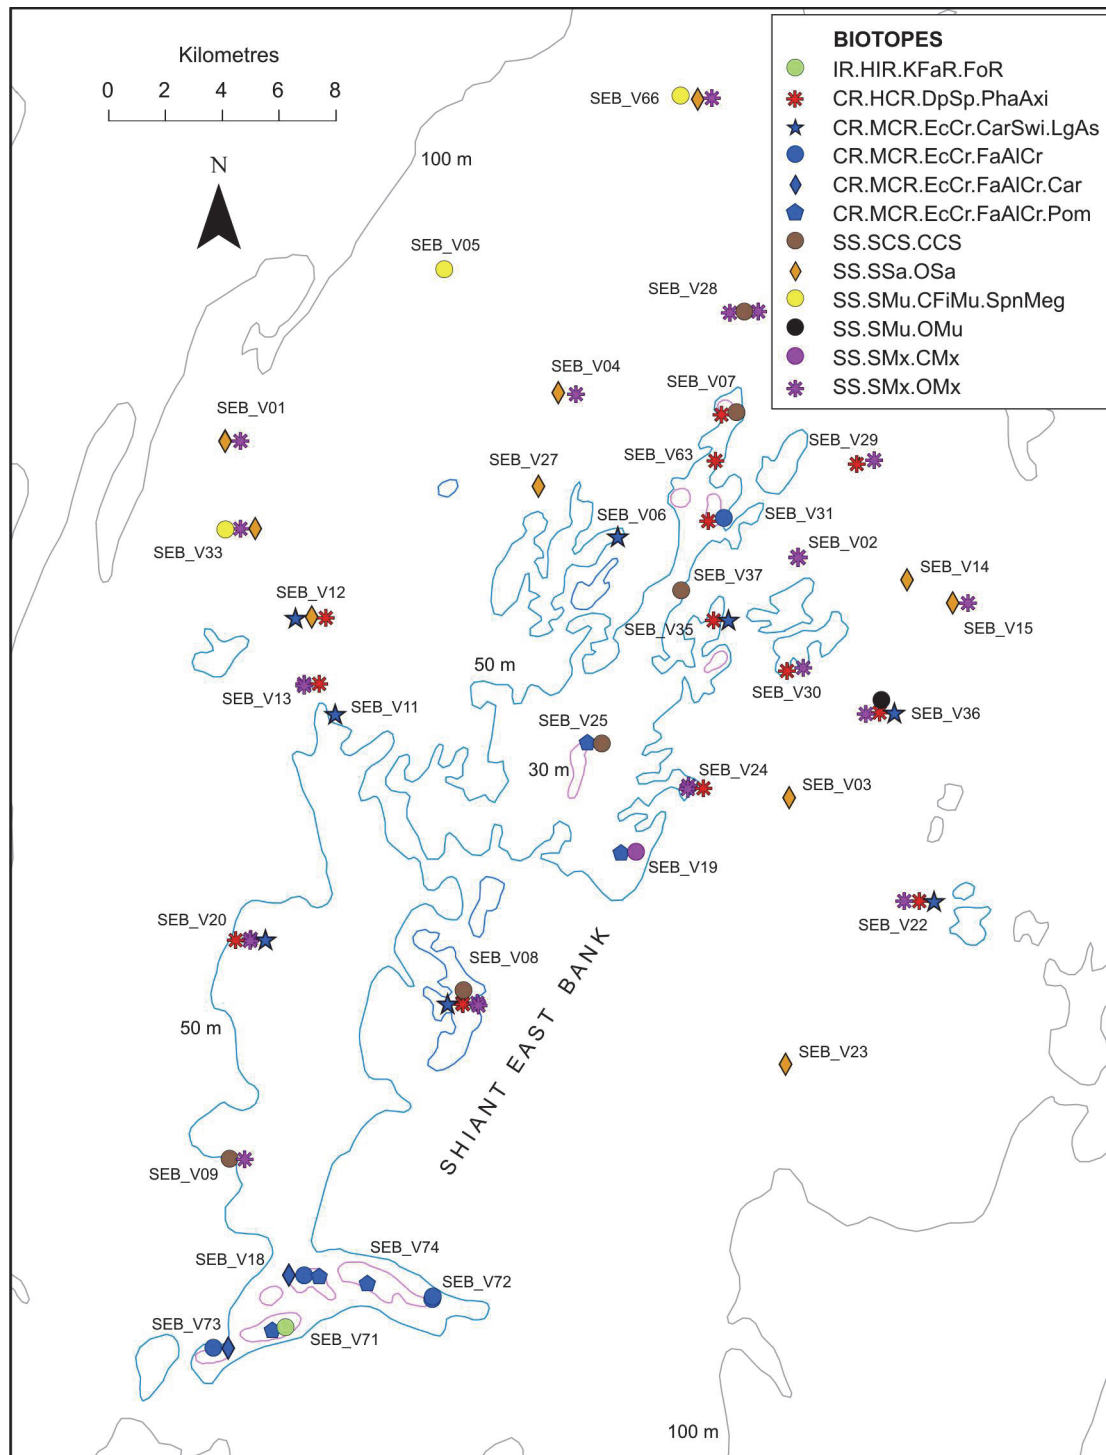 Kilometres
0 2 4 6 8
N
BIOTOPES
IR.HIR.KFaR.FoR
CR.HCR.DpSp.PhaAxi
CR.MCR.EcCr.CarSwi.LgAs
CR.MCR.EcCr.FaAlCr
CR.MCR.EcCr.FaAlCr.Car
CR.MCR.EcCr.FaAlCr.Pom
SS.SCS.CCS
SS.SSa.OSa
SS.SMu.CFiMu.SpnMeg
SS.SMu.OMu
SS.SMx.CMx
SS.SMx.OMx
SEB_V66
100 m
SEB_V05
SEB_V28
SEB_V04
SEB_V07
SEB_V01
SEB_V29
SEB_V63
SEB_V27
SEB_V06
SEB_V31
SEB_V33
SEB_V02
SEB_V14
SEB_V37
SEB_V12
SEB_V35
SEB_V15
50 m
SEB_V30
SEB_V13
SEB_V11
SEB_V36
SEB_V25
30 m
SEB_V24
SEB_V03
SEB_V19
SEB_V20
SEB_V22
SEB_V08
50 m
SHIANT EAST BANK
SEB_V23
SEB_V09
SEB_V74
SEB_V18
SEB_V72
SEB_V73
SEB_V71
100 m